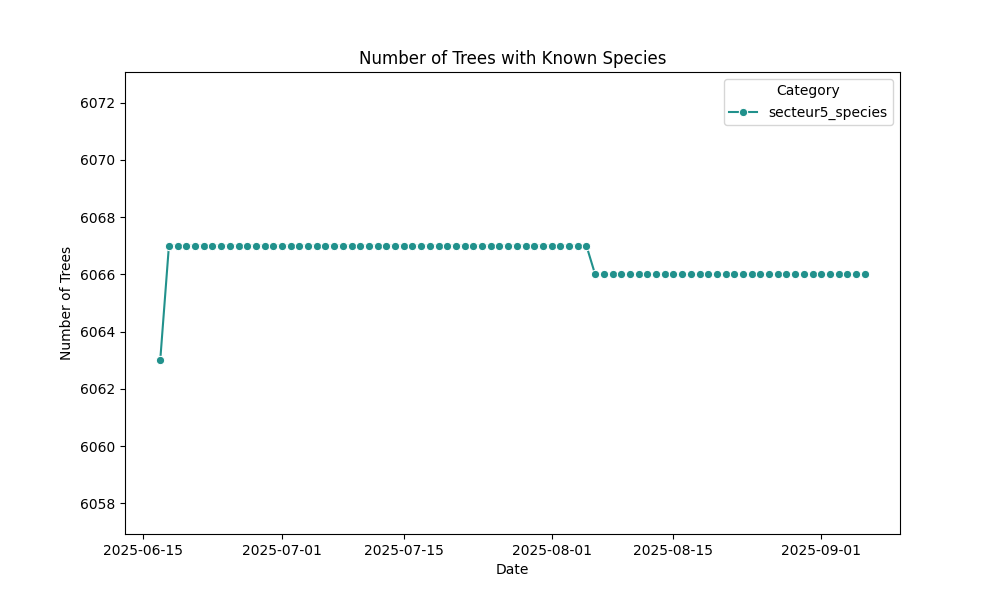 Number of Trees with Known Species
Category
secteur5_species
6072
6070
6068
6066
6064
6062
6060
6058
Number of Trees
2025-06-15
2025-07-01
2025-07-15
2025-08-01
2025-08-15
2025-09-01
Date